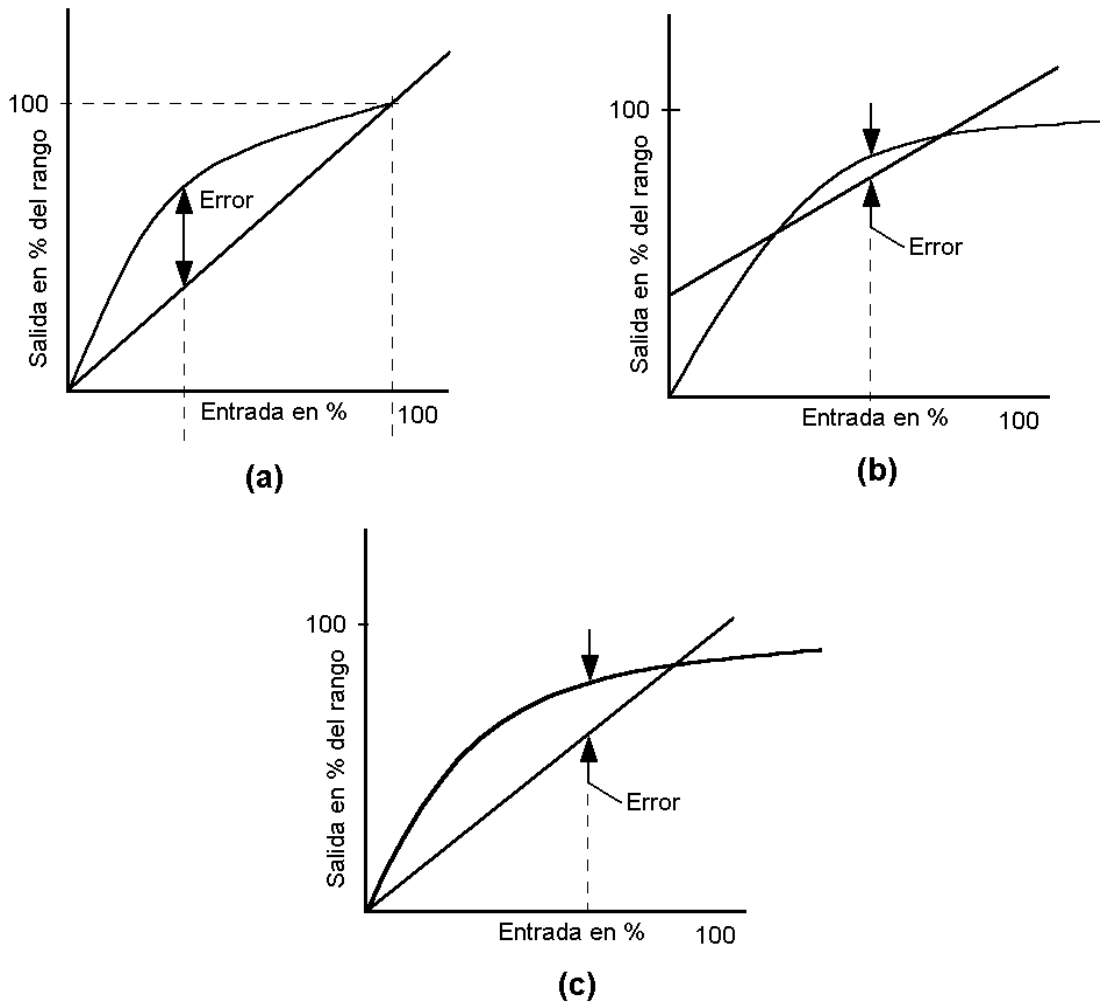 100
Salida en % del rango
Error
Entrada en %
100
(a)
100
Salida en % del rango
Error
Entrada en %
100
(b)
100
Salida en % del rango
Error
Entrada en %
100
(c)